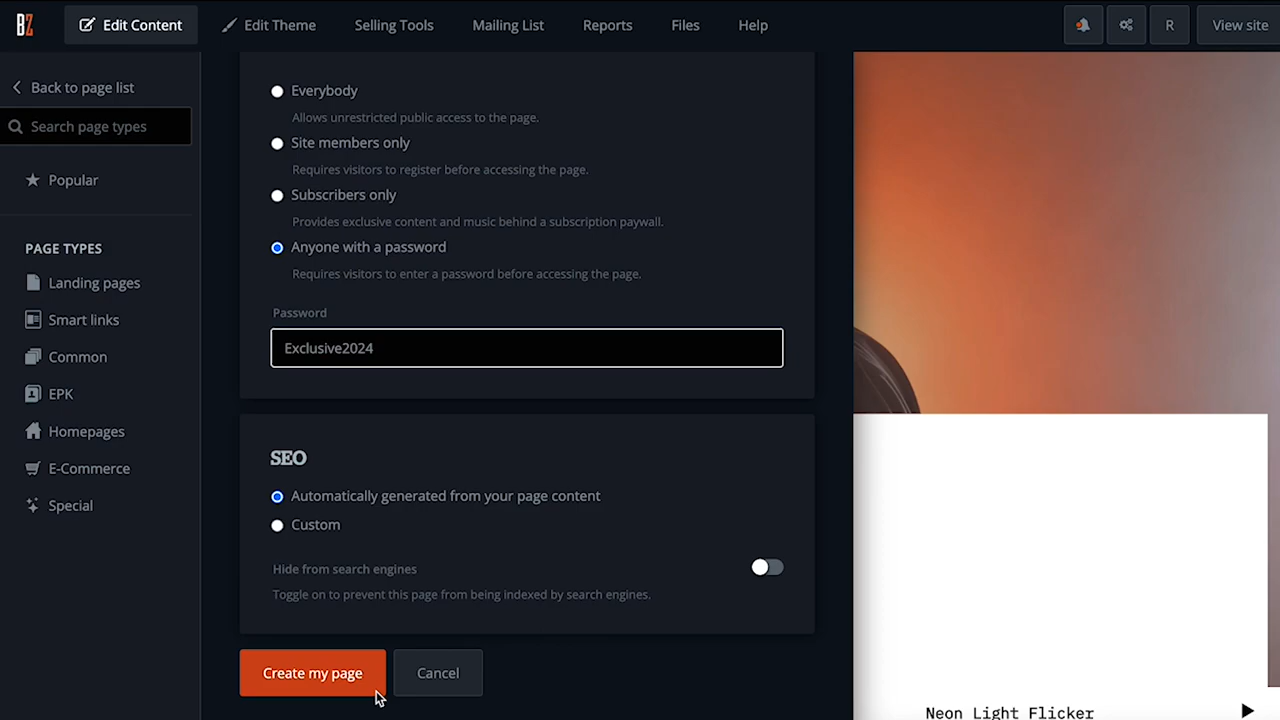 BZ
Edit Content
Edit Theme
Selling Tools
Mailing List
Reports
Files
Help
R
View site
Back to page list
Search page types
Popular
PAGE TYPES
Landing pages
Smart links
Common
EPK
Homepages
E-Commerce
Special
Everybody
Allows unrestricted public access to the page.
Site members only
Requires visitors to register before accessing the page.
Subscribers only
Provides exclusive content and music behind a subscription paywall.
Anyone with a password
Requires visitors to enter a password before accessing the page.
Password
Exclusive2024
SEO
Automatically generated from your page content
Custom
Hide from search engines
Toggle on to prevent this page from being indexed by search engines.
Create my page
Cancel
Neon Light Flicker